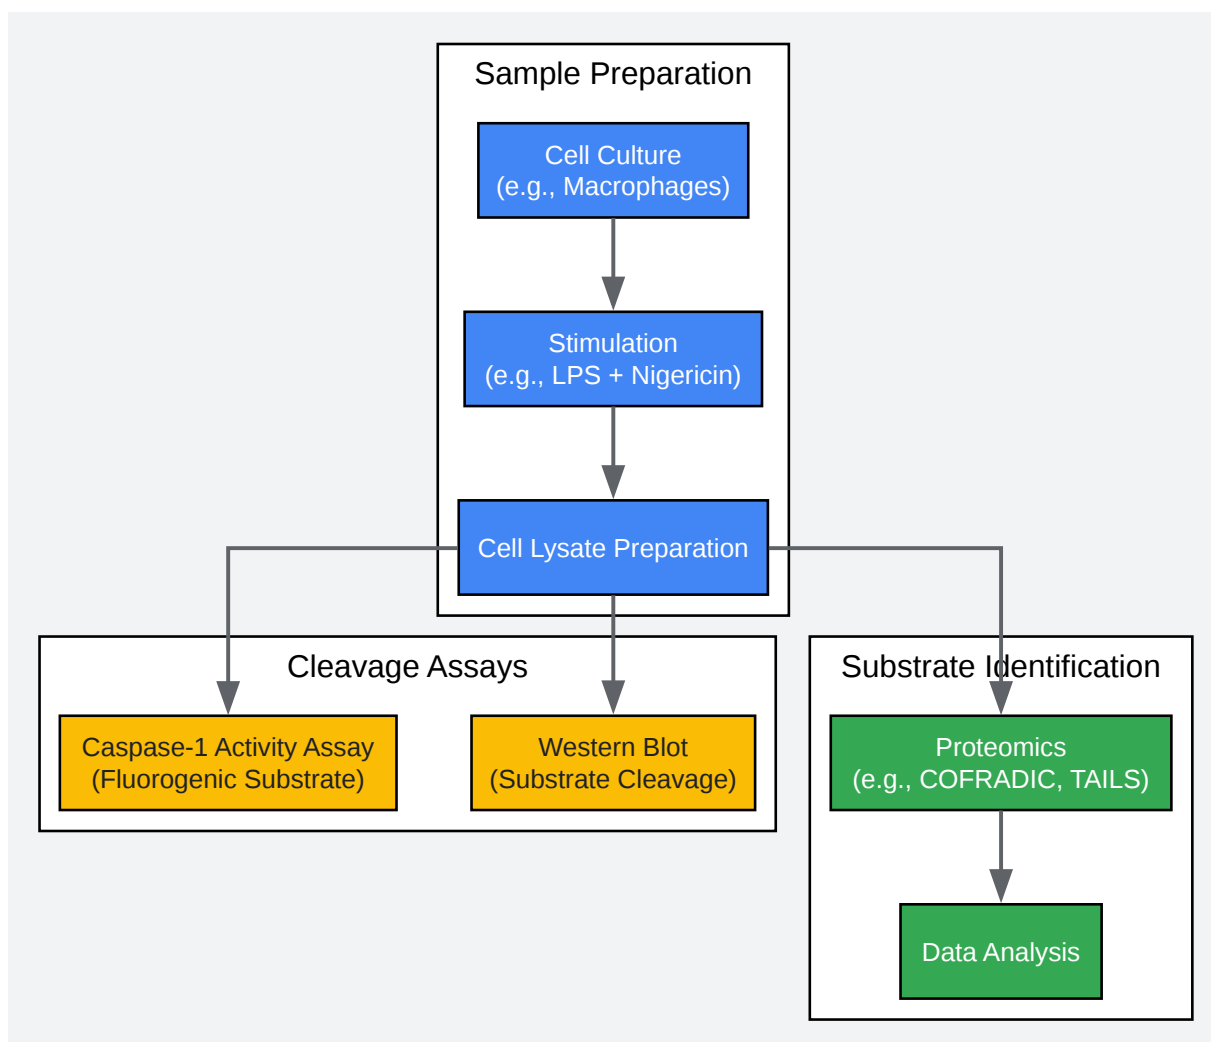 Sample Preparation
Cell Culture
(e.g., Macrophages)
Stimulation
(e.g., LPS + Nigericin)
Cell Lysate Preparation
Cleavage Assays
Caspase-1 Activity Assay
(Fluorogenic Substrate)
Western Blot
(Substrate Cleavage)
Substrate Identification
Proteomics
(e.g., COFRADIC, TAILS)
Data Analysis